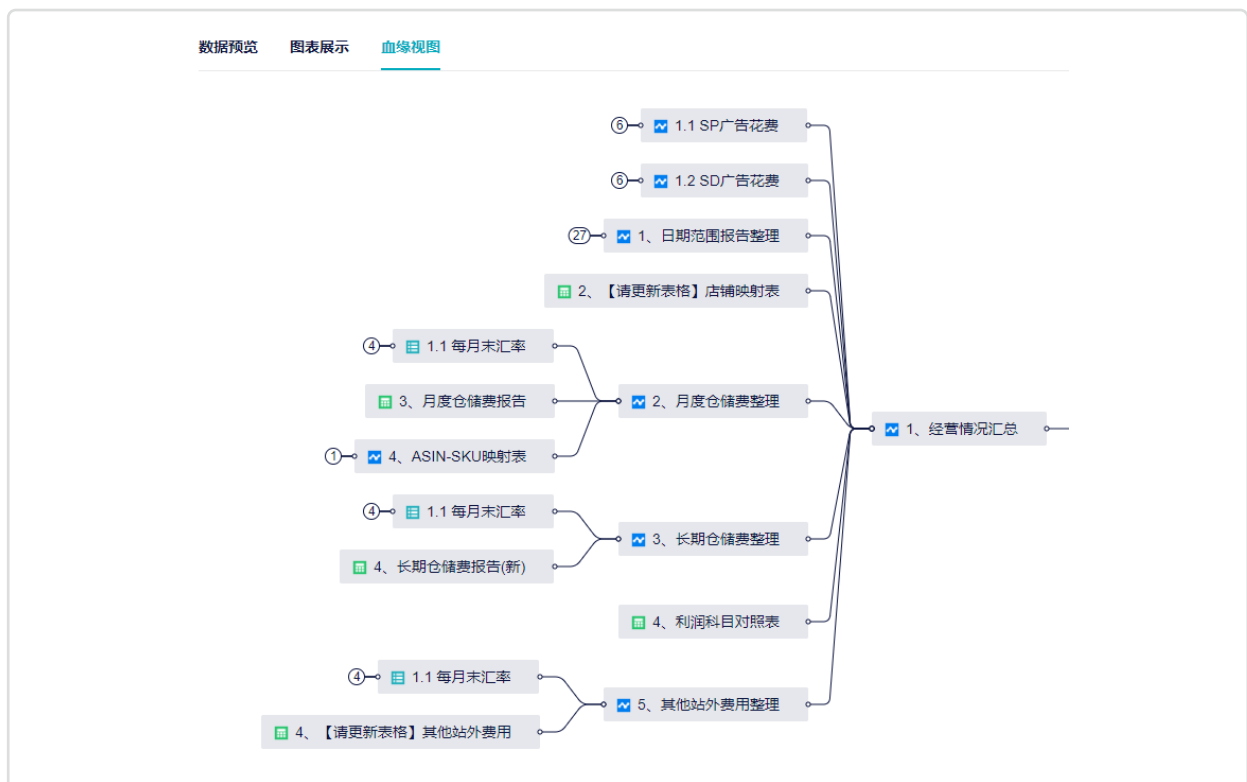 数据预览 图表展示 血缘视图
6 1.1 SP广告花费
6 1.2 SD广告花费
27 1、日期范围报告整理
2、【请更新表格】店铺映射表
4 1.1 每月末汇率
3、月度仓储费报告 2、月度仓储费整理
1、经营情况汇总
1 4、ASIN-SKU映射表
4 1.1 每月末汇率
3、长期仓储费整理
4、长期仓储费报告(新)
4、利润科目对照表
4 1.1 每月末汇率
5、其他站外费用整理
4、【请更新表格】其他站外费用